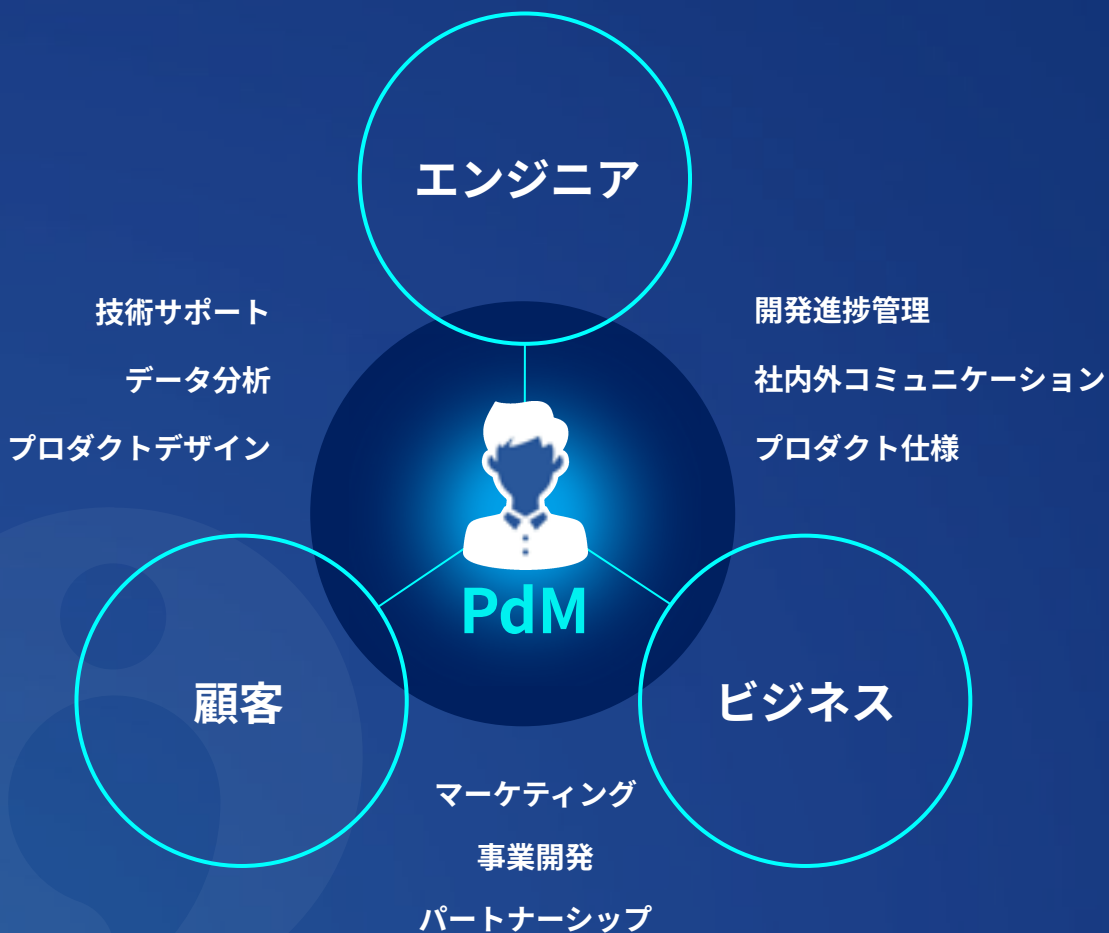 エンジニア
技術サポート
データ分析
プロダクトデザイン
開発進捗管理
社内外コミュニケーション
プロダクト仕様
PdM
顧客
ビジネス
マーケティング
事業開発
パートナーシップ